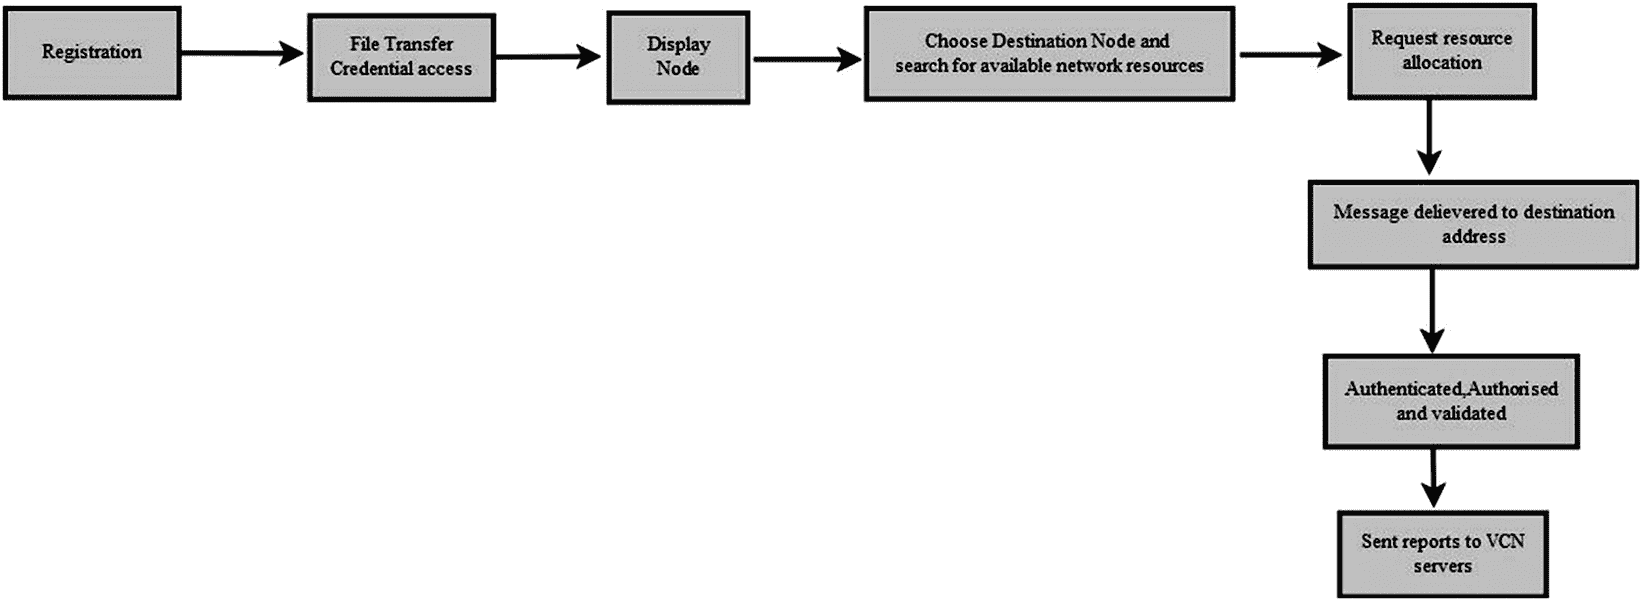 Registration
File Transfer
Credential access
Display
Node
Choose Destination Node and
search for available network resources
Request resource
allocation
Message delievered to destination
address
Authenticated,Authorised
and validated
Sent reports to VCN
servers